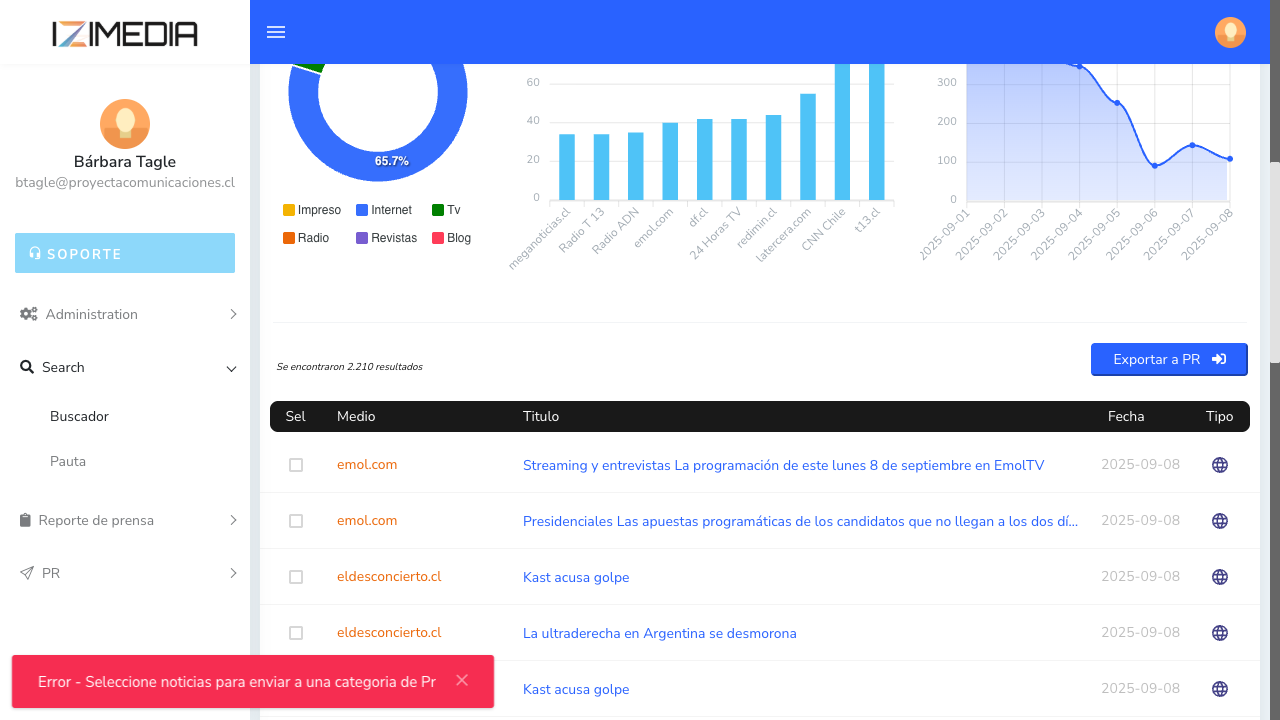 IZIMEDIA
Bárbara Tagle
btagle@proyectacomunicaciones.cl
SOPORTE
Administration
Search
Buscador
Pauta
Reporte de prensa
PR
65.7%
Impreso Internet Tv
Radio Revistas Blog
60
40
20
0
meganoticias.cl
Radio T 13
Radio ADN
emol.com
df.cl
24 Horas TV
redimin.cl
latercera.com
CNN Chile
t13.cl
300
200
100
0
2025-09-01
2025-09-02
2025-09-03
2025-09-04
2025-09-05
2025-09-06
2025-09-07
2025-09-08
Se encontraron 2.210 resultados
Exportar a PR
Sel Medio Titulo Fecha Tipo
emol.com Streaming y entrevistas La programación de este lunes 8 de septiembre en EmolTV 2025-09-08
emol.com Presidenciales Las apuestas programáticas de los candidatos que no llegan a los dos dí... 2025-09-08
eldesconcierto.cl Kast acusa golpe 2025-09-08
eldesconcierto.cl La ultraderecha en Argentina se desmorona 2025-09-08
Kast acusa golpe 2025-09-08
Error - Seleccione noticias para enviar a una categoria de Pr